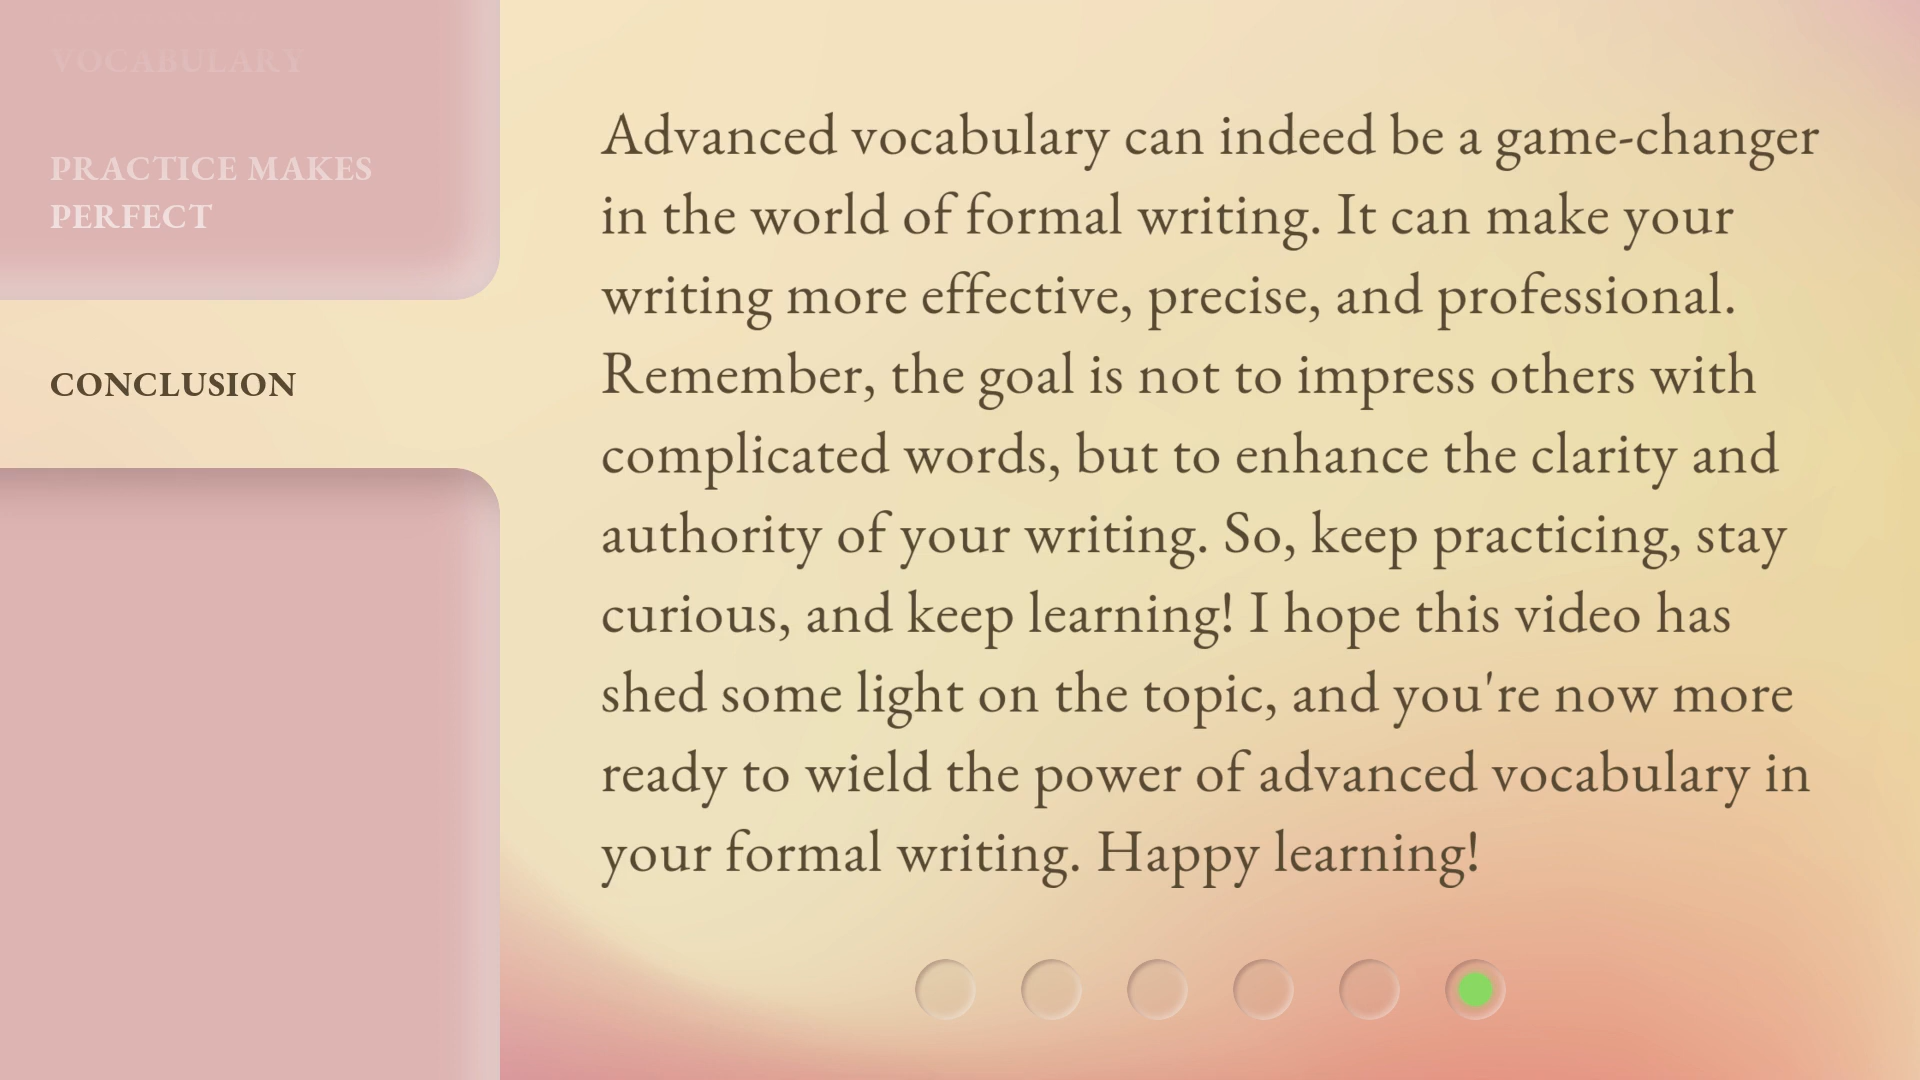 VOCABULARY
PRACTICE MAKES
PERFECT
CONCLUSION
Advanced vocabulary can indeed be a game-changer
in the world of formal writing. It can make your
writing more effective, precise, and professional.
Remember, the goal is not to impress others with
complicated words, but to enhance the clarity and
authority of your writing. So, keep practicing, stay
curious, and keep learning! I hope this video has
shed some light on the topic, and you're now more
ready to wield the power of advanced vocabulary in
your formal writing. Happy learning!